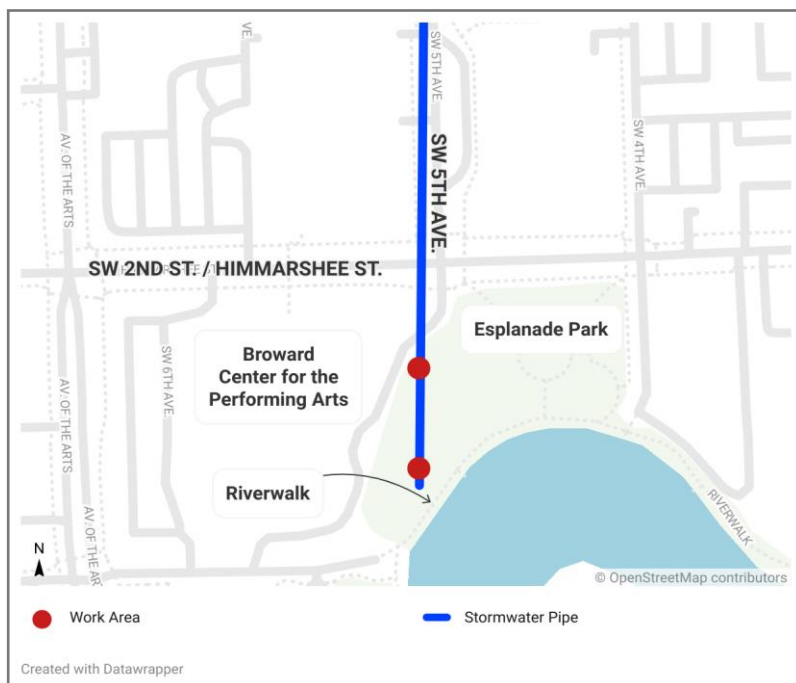 VE.
SW 5TH AVE.
SW 5TH AVE.
AV. OF THE ARTS
SW 4TH AVE.
SW 2ND ST. / HIMMARSHEE ST.
Esplanade Park
Broward
Center for the
Performing Arts
SW 6TH AVE.
AV. OF THE ARTS
Riverwalk
AV. OF THE ART
RIVERWALK
N
© OpenStreetMap contributors
Work Area
Stormwater Pipe
Created with Datawrapper